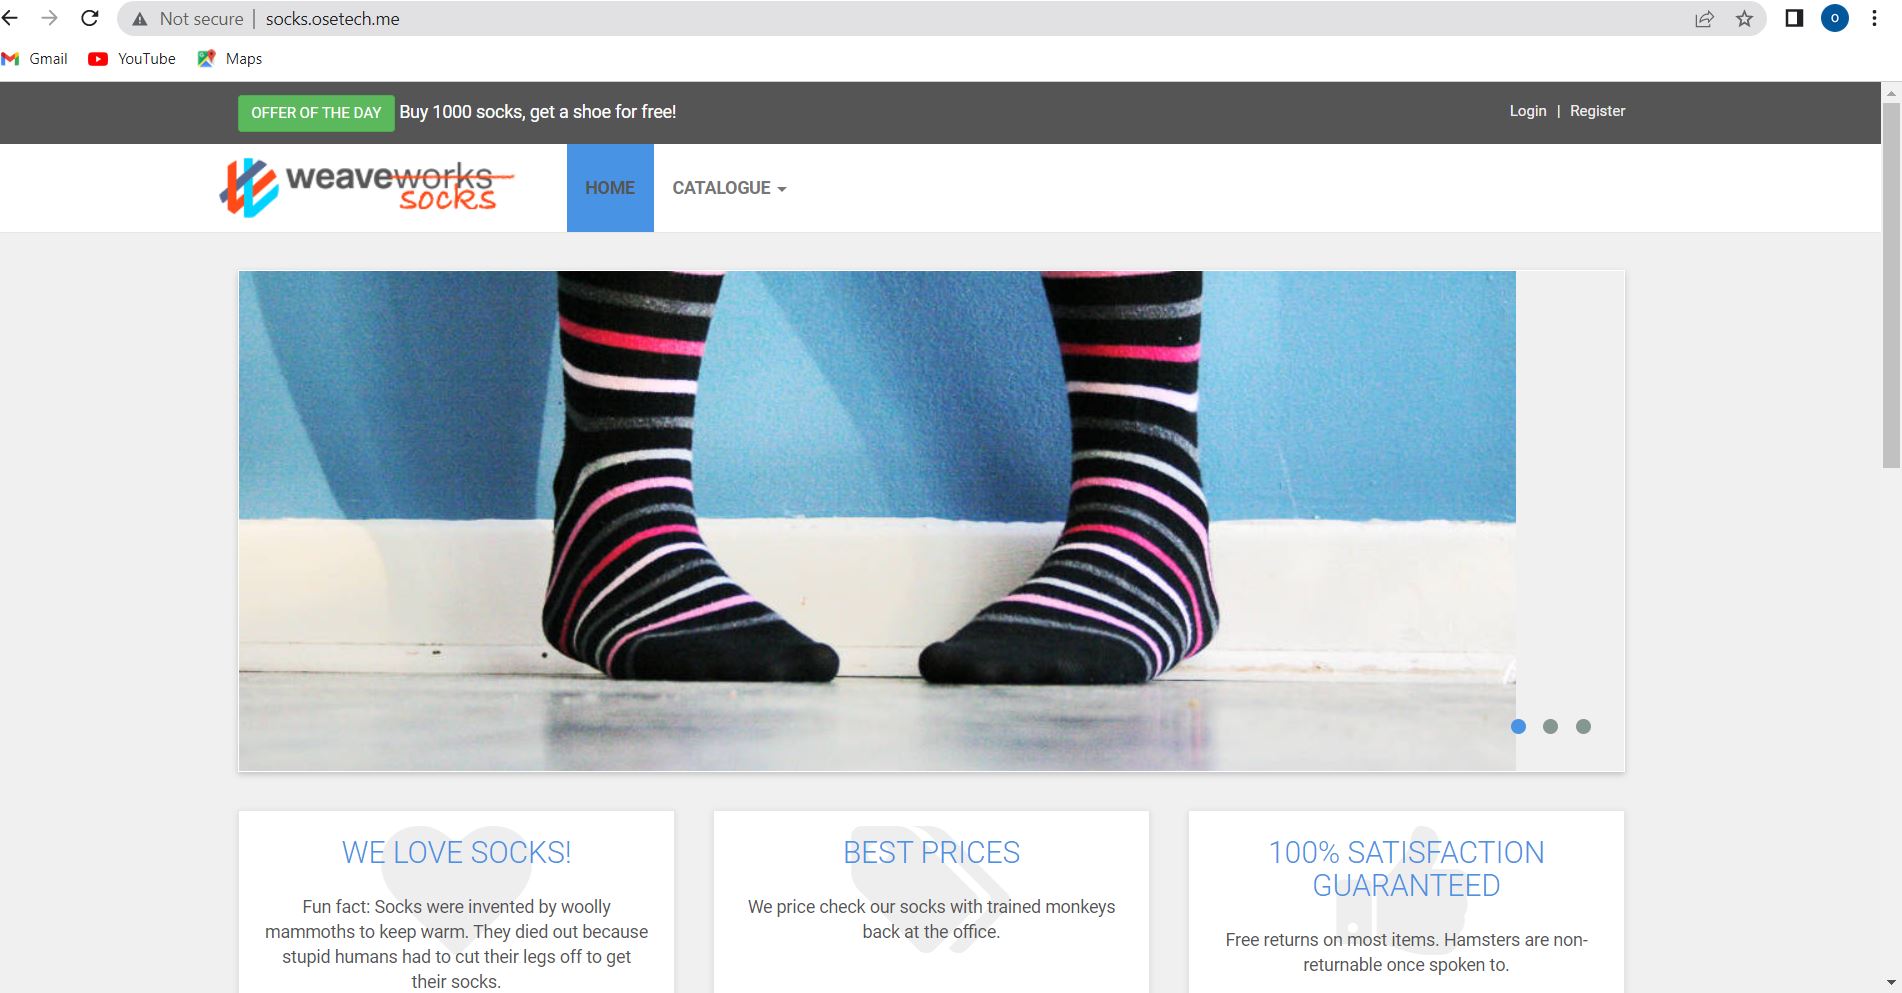 Not secure | socks.osetech.me
Gmail YouTube Maps
OFFER OF THE DAY Buy 1000 socks, get a shoe for free!
Login | Register
weaveworks
socks
HOME CATALOGUE
WE LOVE SOCKS!
Fun fact: Socks were invented by woolly
mammoths to keep warm. They died out because
stupid humans had to cut their legs off to get
their socks.
BEST PRICES
We price check our socks with trained monkeys
back at the office.
100% SATISFACTION
GUARANTEED
Free returns on most items. Hamsters are non-
returnable once spoken to.